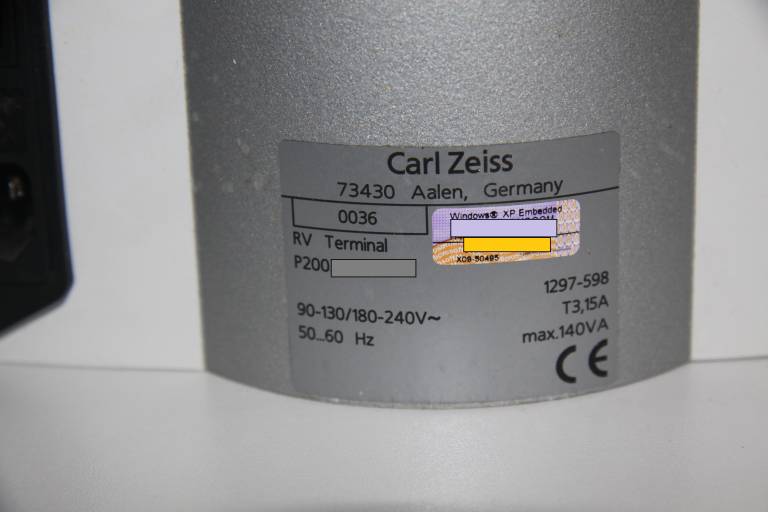 Carl Zeiss
73430 Aalen, Germany
0036
Windows® XP Embedded
X09-50495
RV Terminal
P200
1297-598
90-130/180-240V~
T3,15A
50...60 Hz
max.140VA
CE